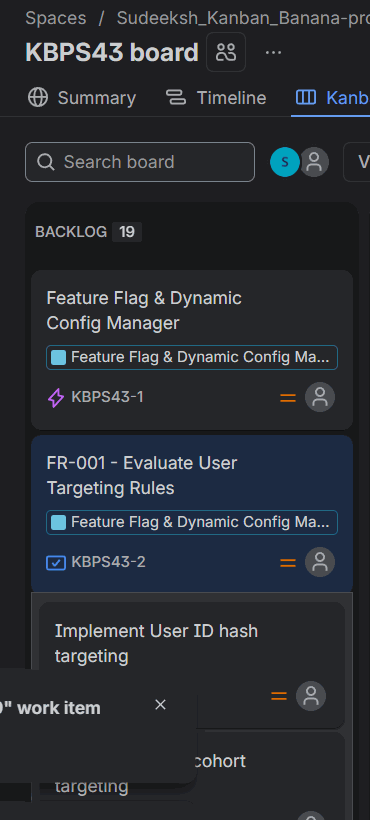 Spaces / Sudeeksh_Kanban_Banana-pro
KBPS43 board
Summary
Timeline
Kanb
Search board
S
V
BACKLOG 19
Feature Flag & Dynamic
Config Manager
Feature Flag & Dynamic Config Ma...
KBPS43-1
FR-001 - Evaluate User
Targeting Rules
Feature Flag & Dynamic Config Ma...
KBPS43-2
Implement User ID hash
targeting
" work item
cohort
targeting